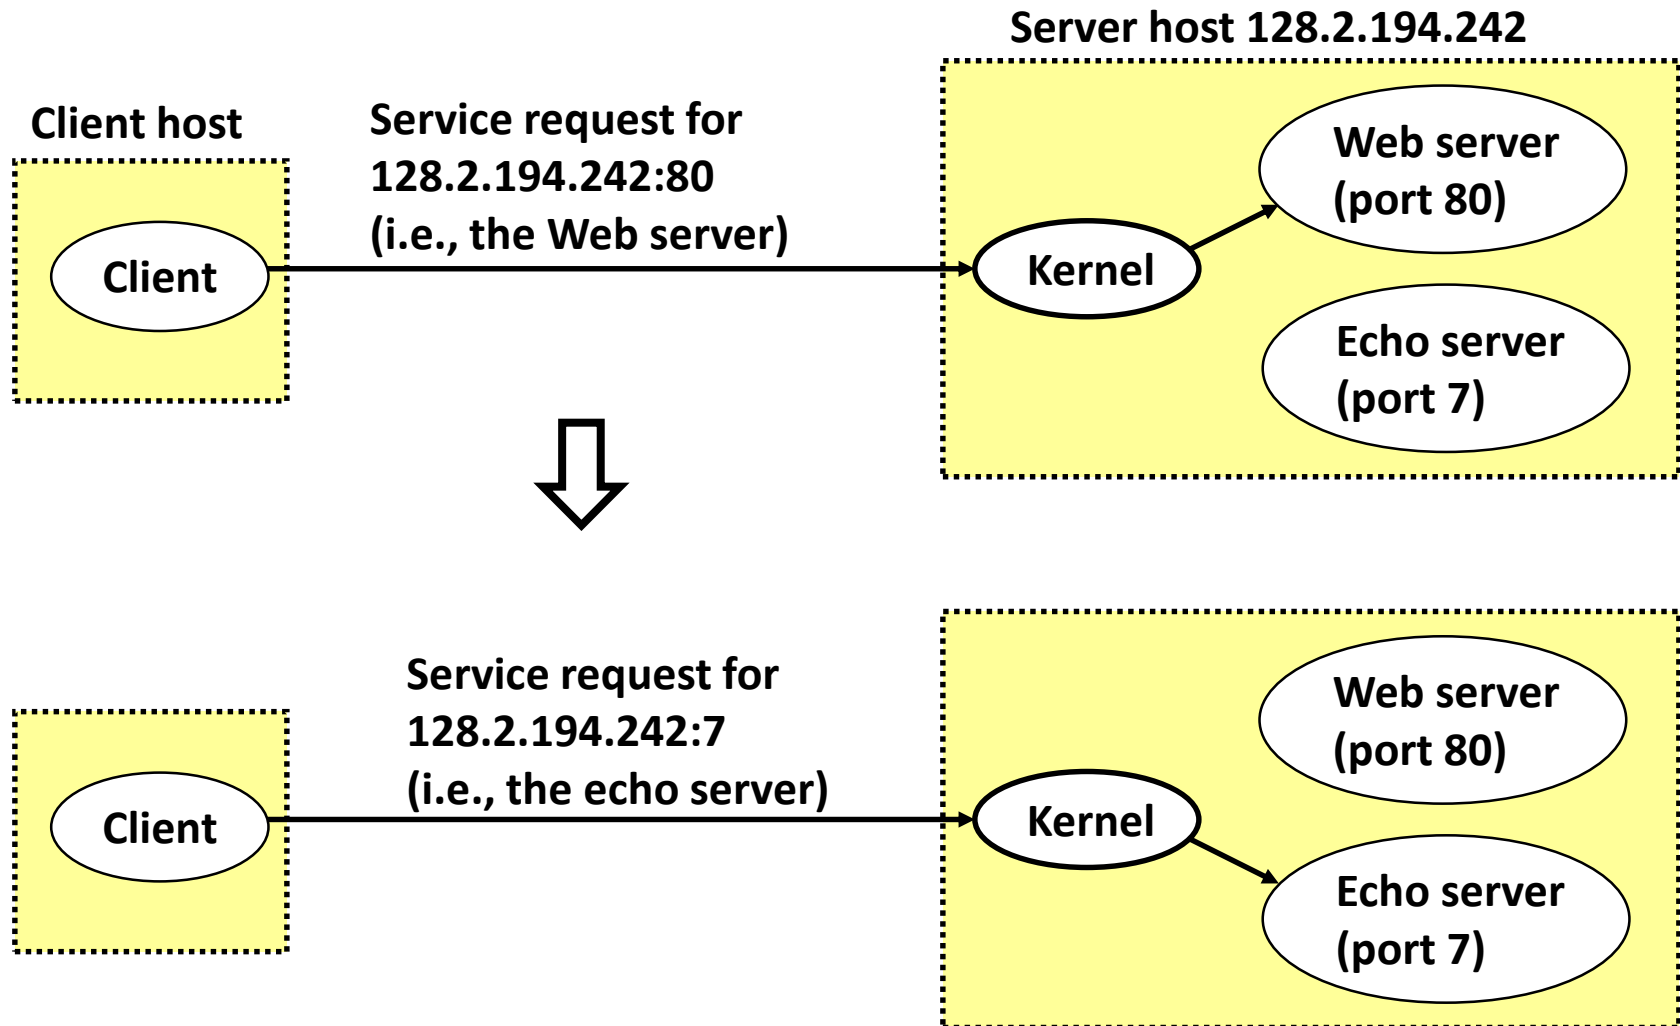 Server host 128.2.194.242
Client host
Service request for
128.2.194.242:80
(i.e., the Web server)
Client
Kernel
Web server
(port 80)
Echo server
(port 7)
Service request for
128.2.194.242:7
(i.e., the echo server)
Client
Kernel
Web server
(port 80)
Echo server
(port 7)